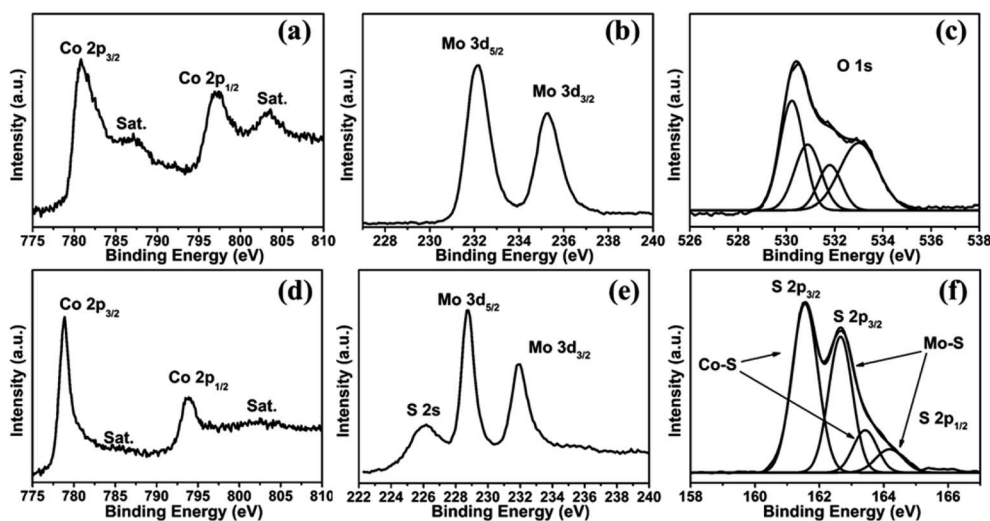 (a)
Co 2p3/2
Sat.
Co 2p1/2
Sat.
Intensity (a.u.)
775 780 785 790 795 800 805 810
Binding Energy (eV)
(b)
Mo 3d5/2
Mo 3d3/2
Intensity (a.u.)
230 232 234 236 238 240
Binding Energy (eV)
(c)
O 1s
Intensity (a.u.)
526 528 530 532 534 536 538
Binding Energy (eV)
(d)
Co 2p3/2
Sat.
Co 2p1/2
Sat.
Intensity (a.u.)
775 780 785 790 795 800 805 810
Binding Energy (eV)
(e)
Mo 3d5/2
Mo 3d3/2
S 2s
Intensity (a.u.)
222 224 226 228 230 232 234 236 238 240
Binding Energy (eV)
(f)
S 2p3/2
S 2p3/2
Co-S
Mo-S
S 2p1/2
Intensity (a.u.)
158 160 162 164 166
Binding Energy (eV)